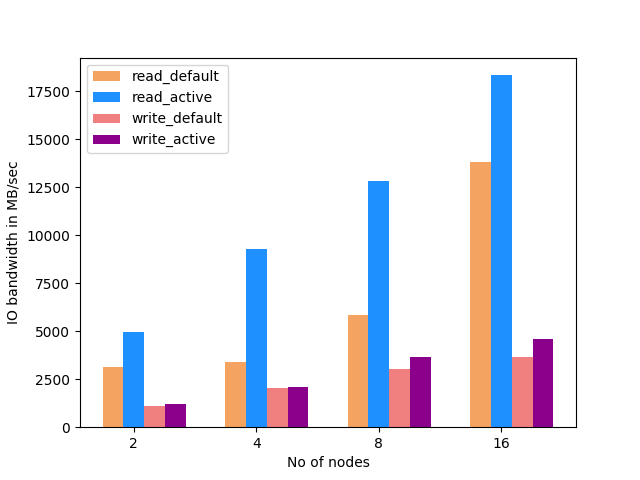 read_default
read_active
write_default
write_active
17500
15000
12500
10000
7500
5000
2500
0
IO bandwidth in MB/sec
2 4 8 16
No of nodes